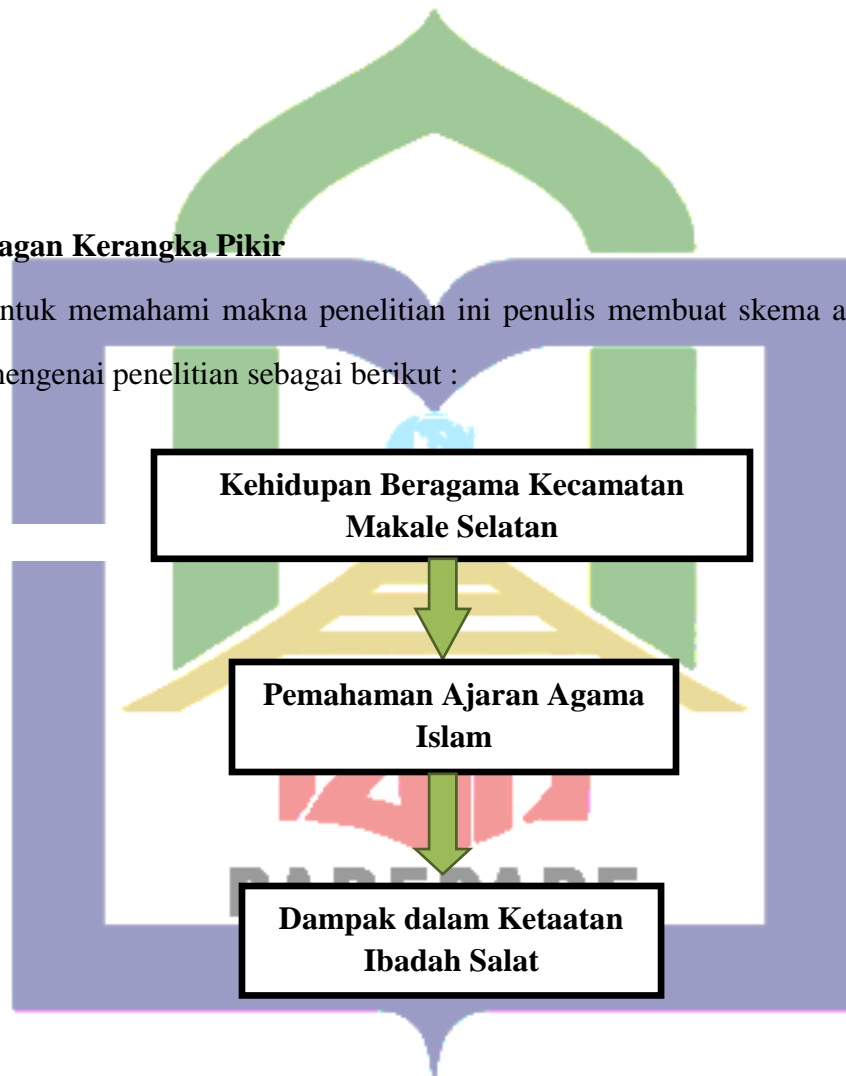 agan Kerangka Pikir
ntuk memahami makna penelitian ini penulis membuat skema a
mengenai penelitian sebagai berikut :
Kehidupan Beragama Kecamatan
Makale Selatan
Pemahaman Ajaran Agama
Islam
Dampak dalam Ketaatan
Ibadah Salat